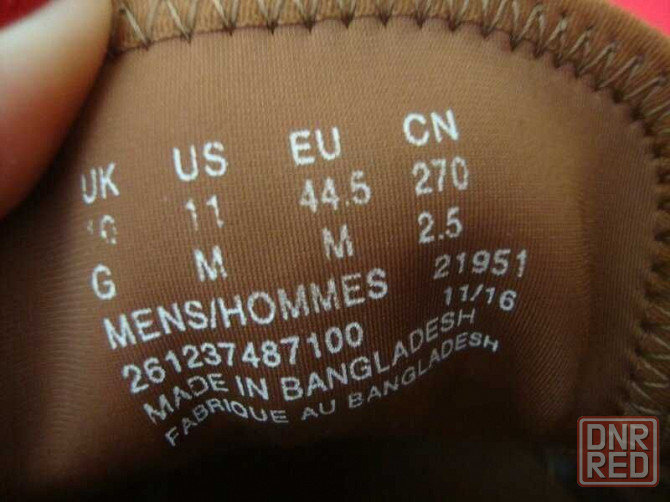 UK US EU CN
10 11 44.5 270
G M M 2.5
MENS/HOMMES 21951
261237487100 11/16
MADE IN BANGLADESH
FABRIQUE AU BANGLADESH
DNR
RED